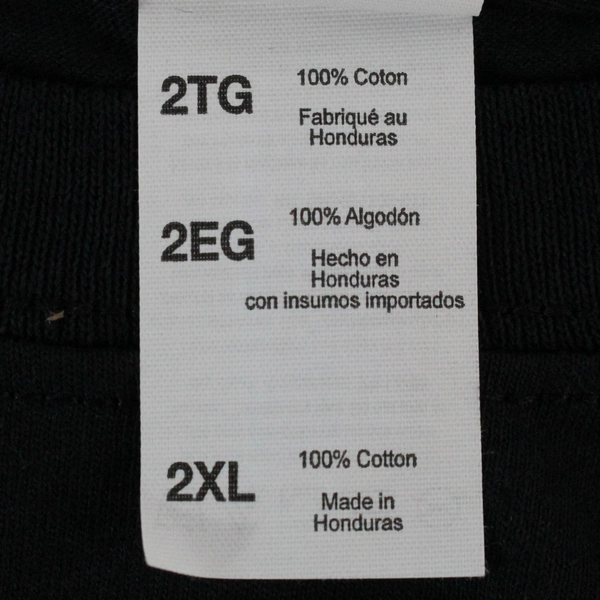 2TG
100% Coton
Fabriqué au
Honduras
2EG
100% Algodón
Hecho en
Honduras
con insumos importados
2XL
100% Cotton
Made in
Honduras